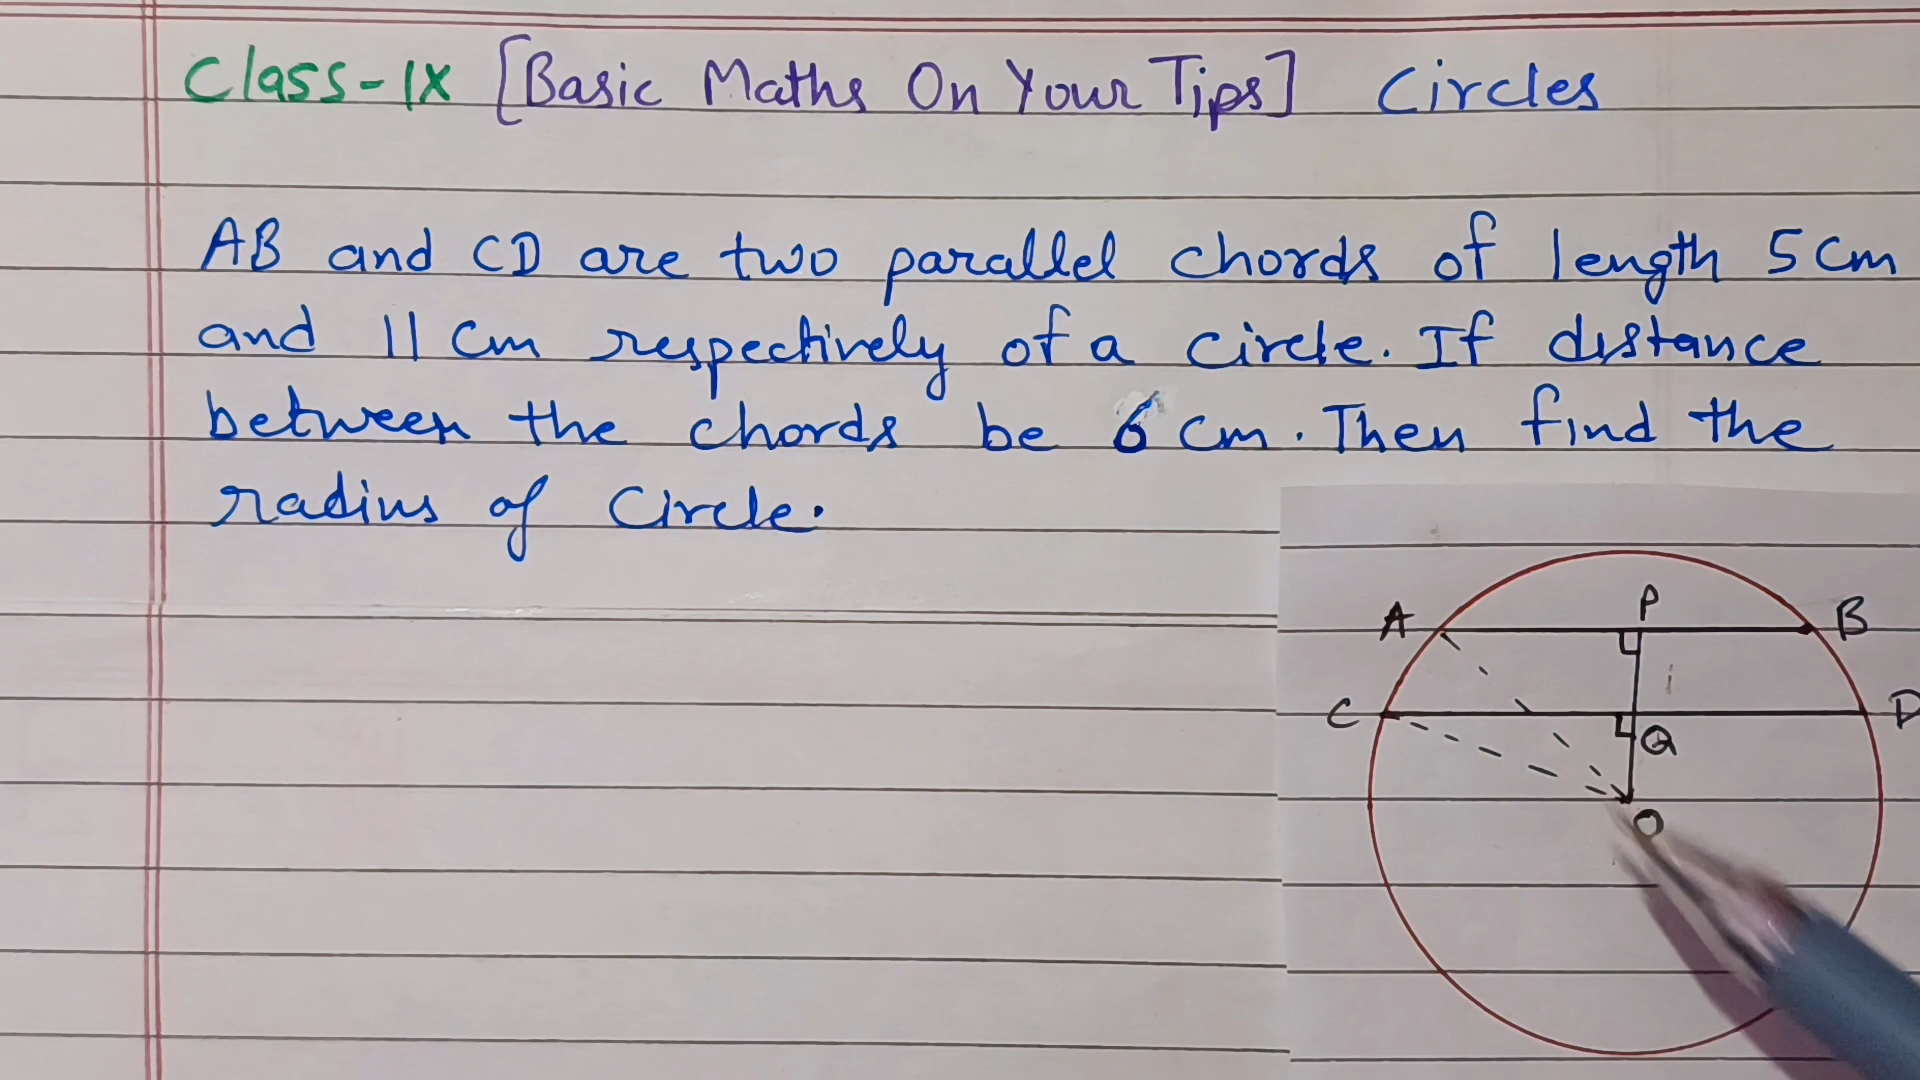 Class-IX [Basic Maths On Your Tips] Circles
AB and CD are two parallel chords of length 5 cm
and 11 cm respectively of a circle. If distance
between the chords be 6 cm. Then find the
radius of Circle.
P
A
B
C
D
Q
O